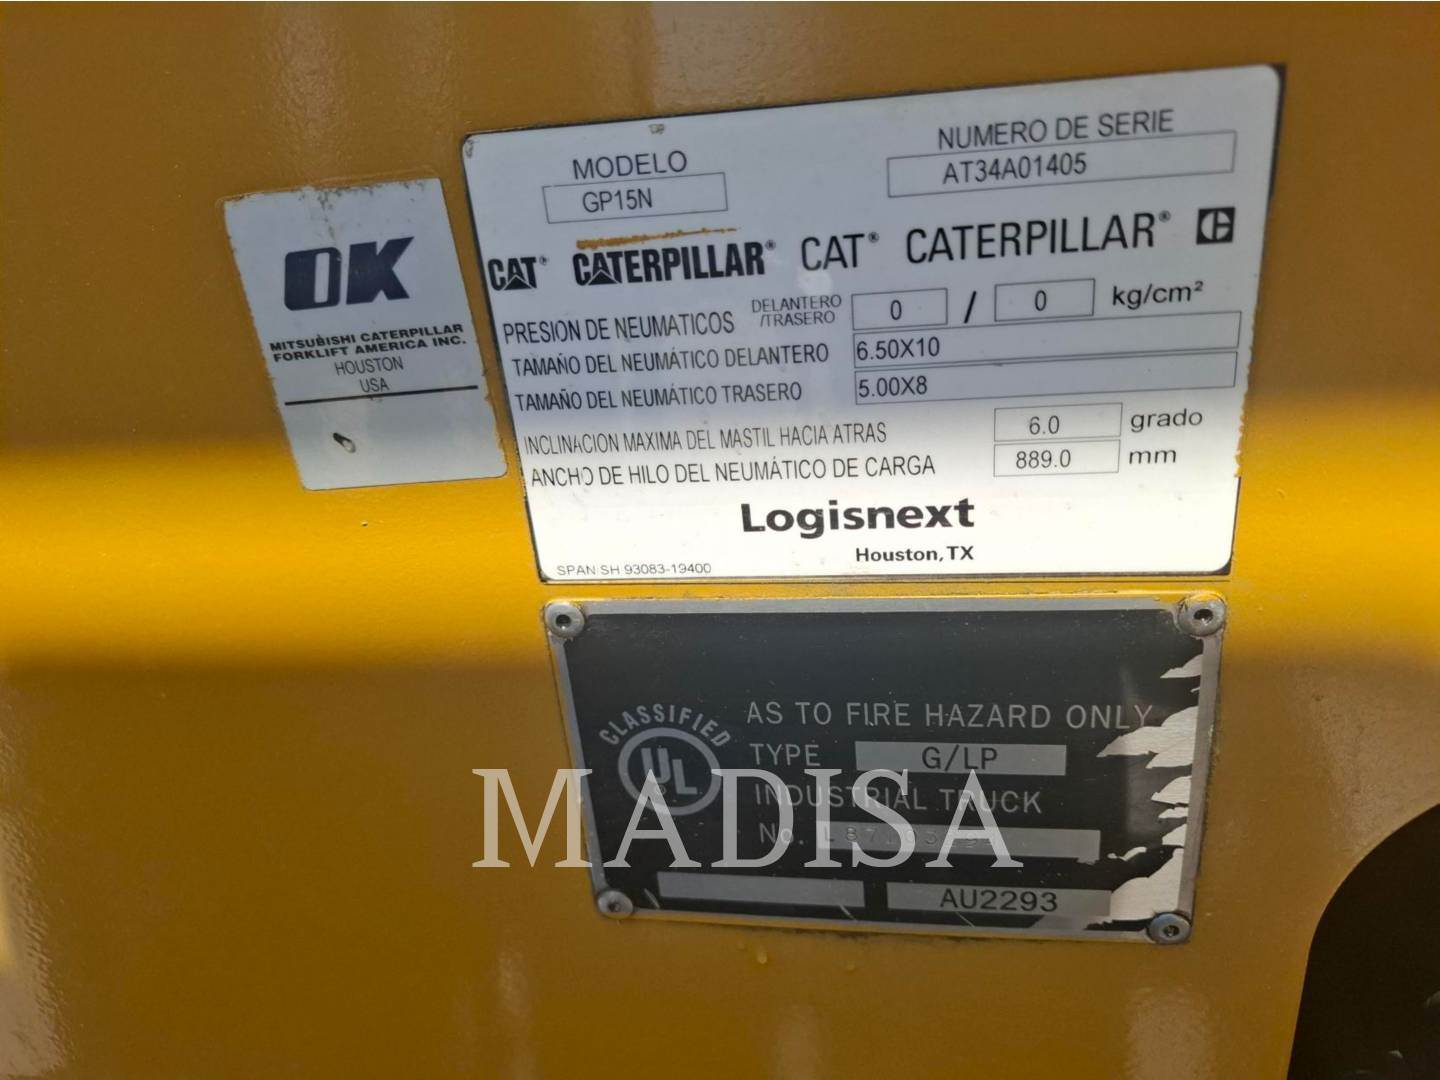 MODELO
GP15N
NUMERO DE SERIE
AT34A01405
CAT® CATERPILLAR® CAT® CATERPILLAR®
PRESION DE NEUMATICOS DELANTERO /TRASERO 0 / 0 kg/cm²
TAMAÑO DEL NEUMÁTICO DELANTERO 6.50X10
TAMAÑO DEL NEUMÁTICO TRASERO 5.00X8
INCLINACION MAXIMA DEL MASTIL HACIA ATRAS 6.0 grado
ANCHO DE HILO DEL NEUMÁTICO DE CARGA 889.0 mm
Logisnext
Houston, TX
SPANISH 93083-19400
OK
MITSUBISHI CATERPILLAR
FORKLIFT AMERICA INC.
HOUSTON
USA
CLASSIFIED
UL
AS TO FIRE HAZARD ONLY
TYPE G/LP
INDUSTRIAL TRUCK
No.
AU2293
MADISA